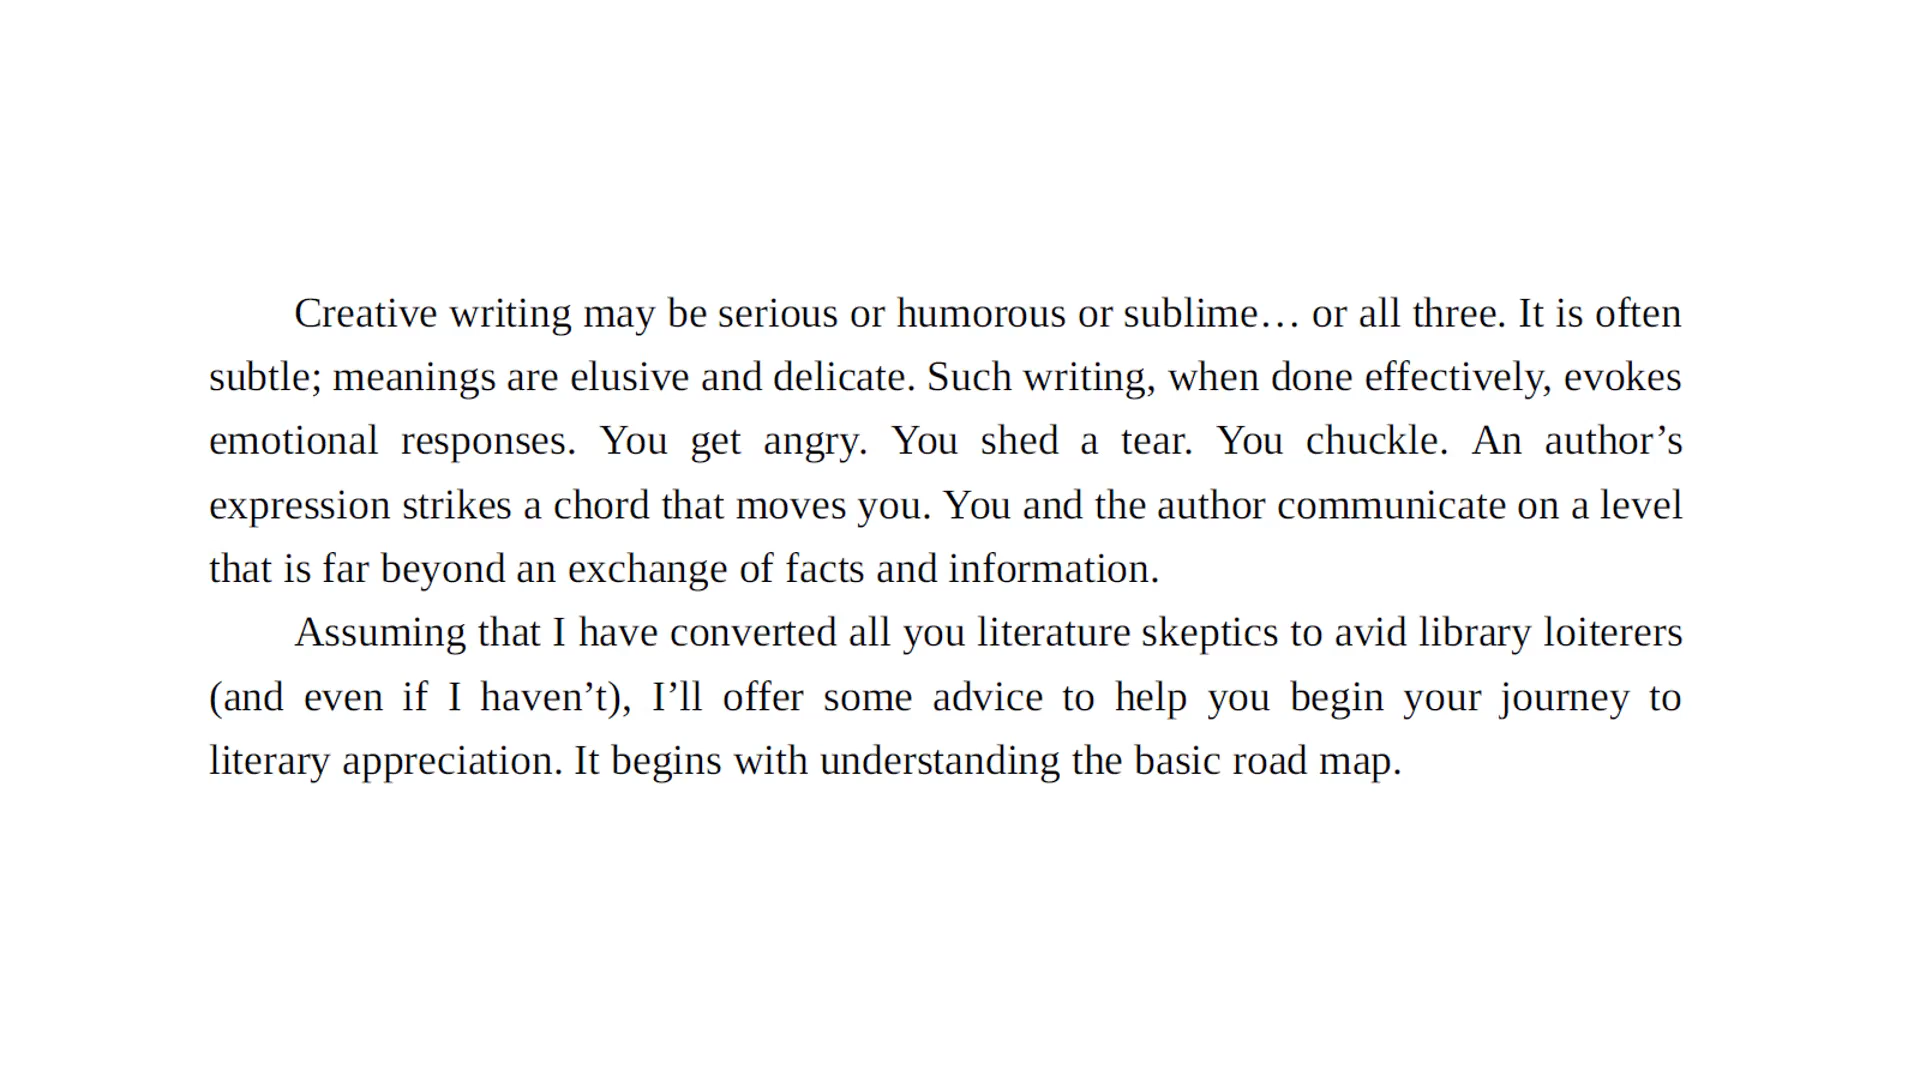 Creative writing may be serious or humorous or sublime… or all three. It is often
subtle; meanings are elusive and delicate. Such writing, when done effectively, evokes
emotional responses. You get angry. You shed a tear. You chuckle. An author’s
expression strikes a chord that moves you. You and the author communicate on a level
that is far beyond an exchange of facts and information.
Assuming that I have converted all you literature skeptics to avid library loiterers
(and even if I haven’t), I’ll offer some advice to help you begin your journey to
literary appreciation. It begins with understanding the basic road map.